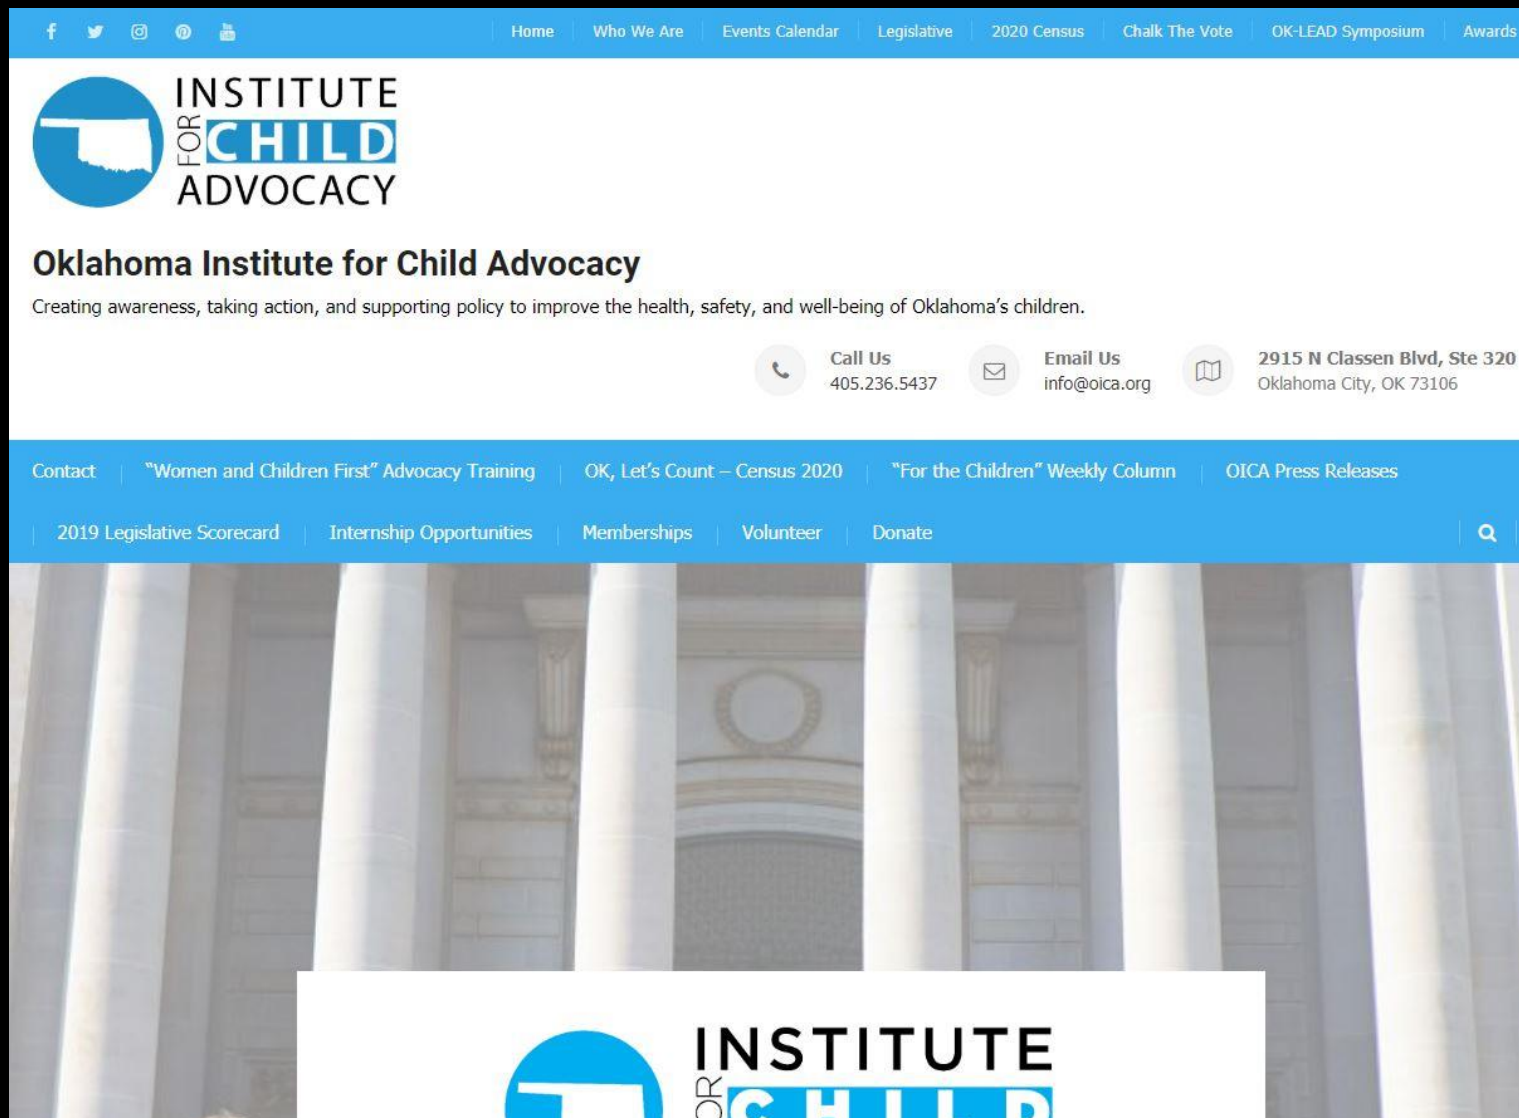 Home Who We Are Events Calendar Legislative 2020 Census Chalk The Vote OK-LEAD Symposium Awards
INSTITUTE
FOR CHILD
ADVOCACY
Oklahoma Institute for Child Advocacy
Creating awareness, taking action, and supporting policy to improve the health, safety, and well-being of Oklahoma’s children.
Call Us
405.236.5437
Email Us
info@oica.org
2915 N Classen Blvd, Ste 320
Oklahoma City, OK 73106
Contact “Women and Children First” Advocacy Training OK, Let’s Count – Census 2020 “For the Children” Weekly Column OICA Press Releases
2019 Legislative Scorecard Internship Opportunities Memberships Volunteer Donate
INSTITUTE
FOR CHILD